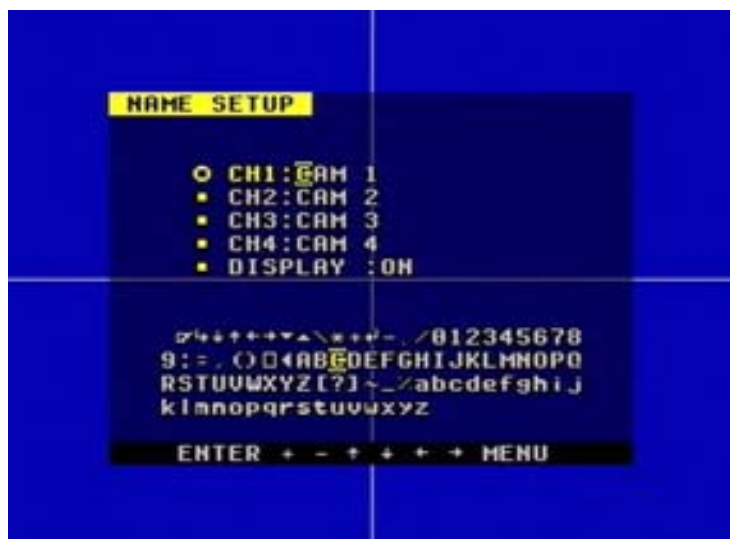 NAME SETUP
CH1:CAM 1
CH2:CAM 2
CH3:CAM 3
CH4:CAM 4
DISPLAY :ON
/012345678
9:=.()□◀ABCDEFGHIJKLMNOPQ
RSTUVWXYZ[?]~_%abcdefghij
klmnopqrstuvwxyz
ENTER + - ↑ ↓ ← → MENU